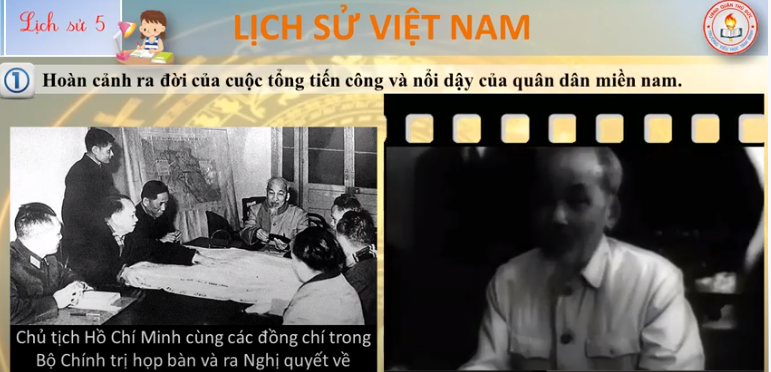 Lịch sử 5
LỊCH SỬ VIỆT NAM
1 Hoàn cảnh ra đời của cuộc tổng tiến công và nổi dậy của quân dân miền nam.
Chủ tịch Hồ Chí Minh cùng các đồng chí trong
Bộ Chính trị họp bàn và ra Nghị quyết về